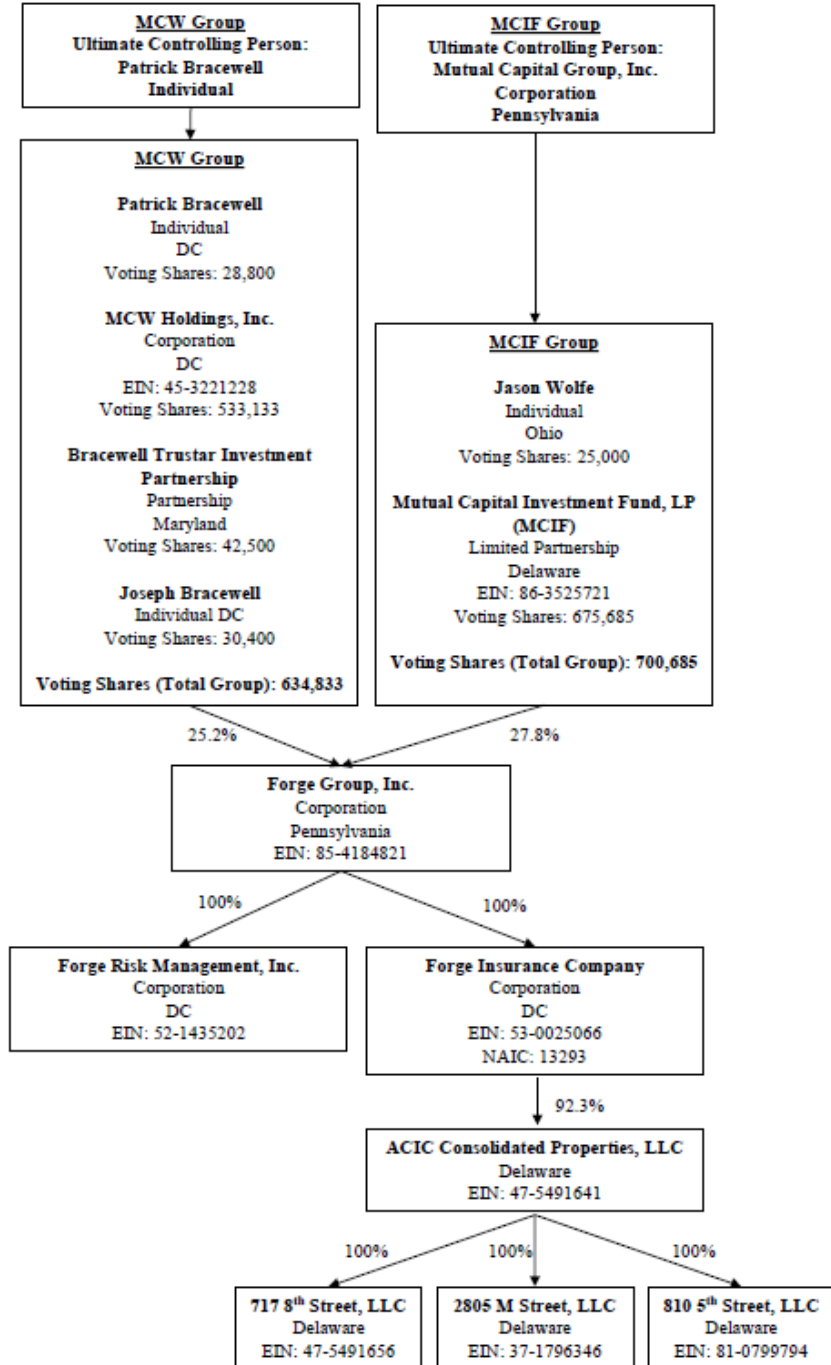 MCW Group
Ultimate Controlling Person:
Patrick Bracewell
Individual
MCIF Group
Ultimate Controlling Person:
Mutual Capital Group, Inc.
Corporation
Pennsylvania
MCW Group
Patrick Bracewell
Individual
DC
Voting Shares: 28,800
MCW Holdings, Inc.
Corporation
DC
EIN: 45-3221228
Voting Shares: 533,133
Bracewell Trustar Investment
Partnership
Partnership
Maryland
Voting Shares: 42,500
Joseph Bracewell
Individual DC
Voting Shares: 30,400
Voting Shares (Total Group): 634,833
MCIF Group
Jason Wolfe
Individual
Ohio
Voting Shares: 25,000
Mutual Capital Investment Fund, LP
(MCIF)
Limited Partnership
Delaware
EIN: 86-3525721
Voting Shares: 675,685
Voting Shares (Total Group): 700,685
25.2%
27.8%
Forge Group, Inc.
Corporation
Pennsylvania
EIN: 85-4184821
100%
100%
Forge Risk Management, Inc.
Corporation
DC
EIN: 52-1435202
Forge Insurance Company
Corporation
DC
EIN: 53-0025066
NAIC: 13293
92.3%
ACIC Consolidated Properties, LLC
Delaware
EIN: 47-5491641
100%
100%
100%
717 8th Street, LLC
Delaware
EIN: 47-5491656
2805 M Street, LLC
Delaware
EIN: 37-1796346
810 5th Street, LLC
Delaware
EIN: 81-0799794